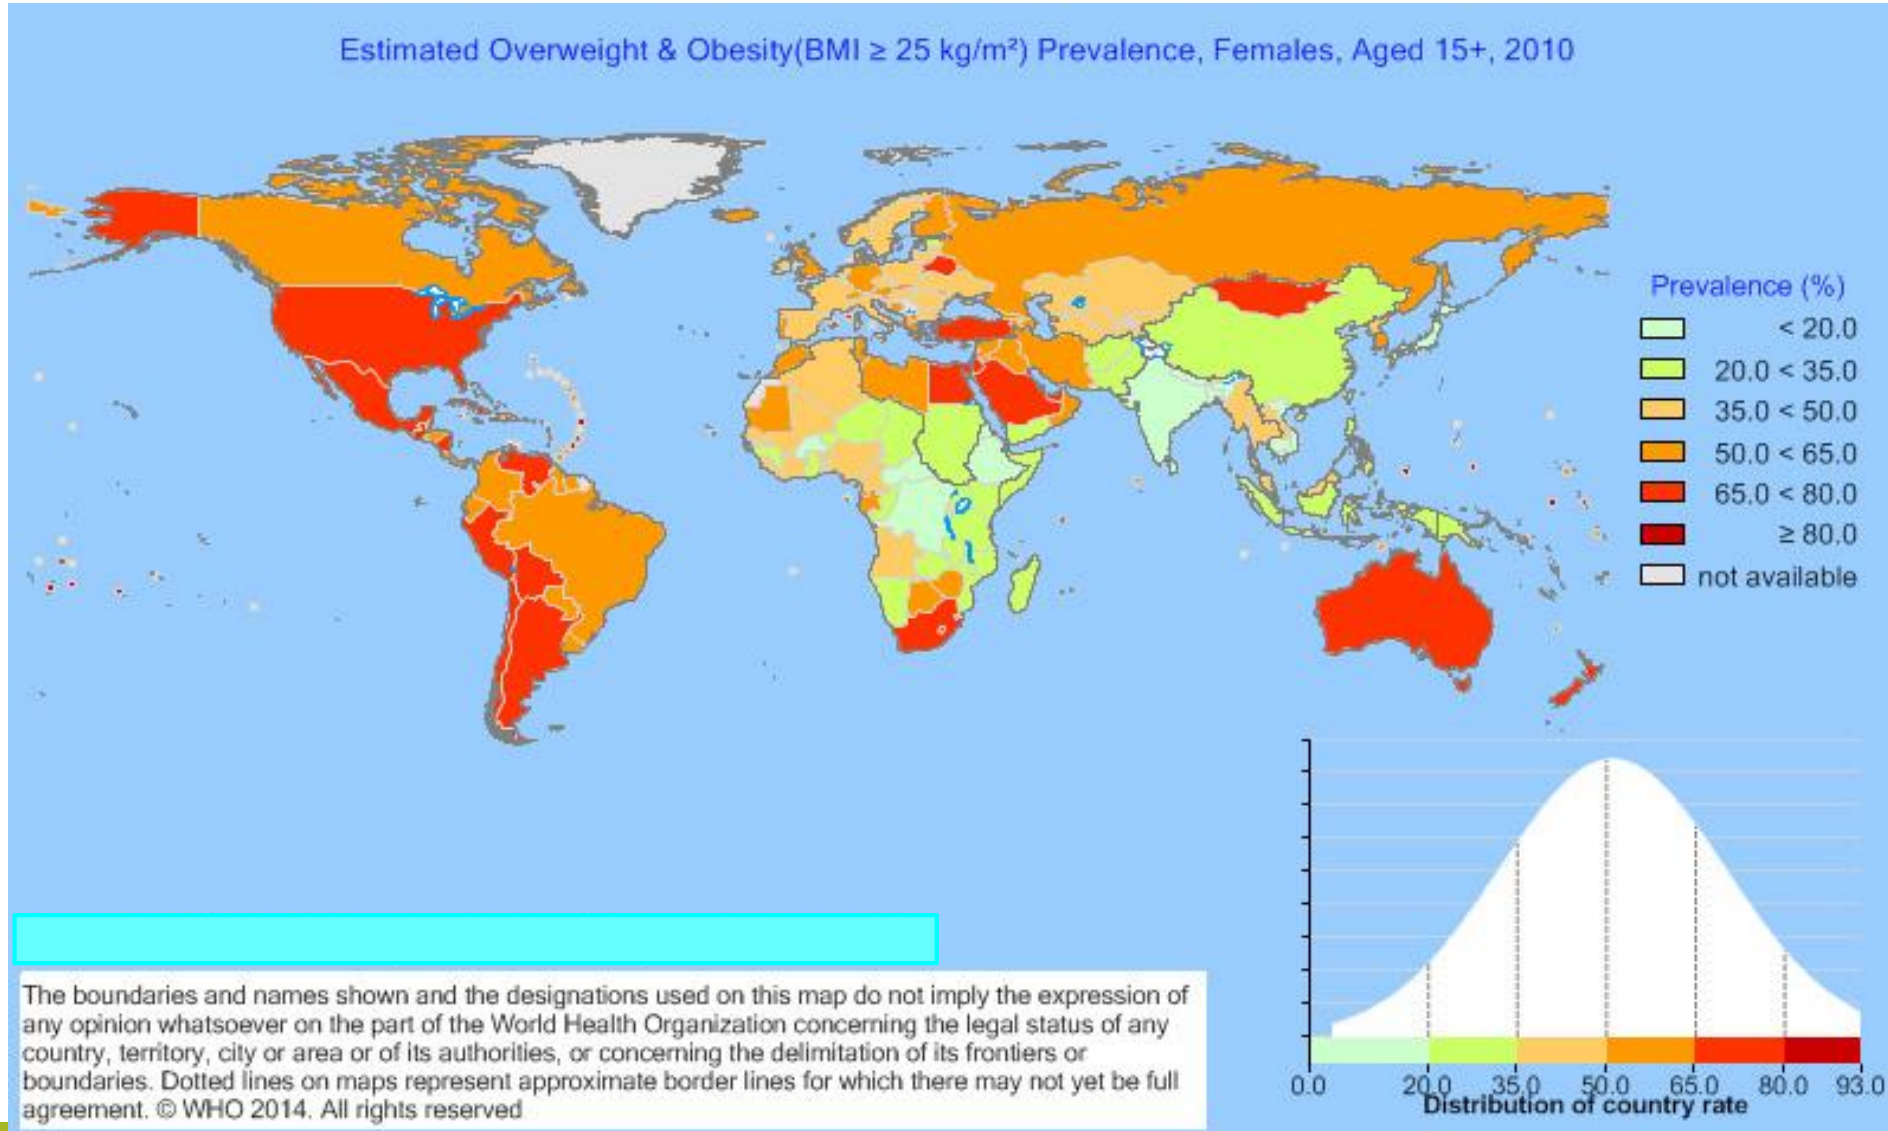 Estimated Overweight & Obesity(BMI ≥ 25 kg/m²) Prevalence, Females, Aged 15+, 2010
Prevalence (%)
< 20.0
20.0 < 35.0
35.0 < 50.0
50.0 < 65.0
65.0 < 80.0
≥ 80.0
not available
The boundaries and names shown and the designations used on this map do not imply the expression of
any opinion whatsoever on the part of the World Health Organization concerning the legal status of any
country, territory, city or area or of its authorities, or concerning the delimitation of its frontiers or
boundaries. Dotted lines on maps represent approximate border lines for which there may not yet be full
agreement. © WHO 2014. All rights reserved
0.0 20.0 35.0 50.0 65.0 80.0 93.0
Distribution of country rate